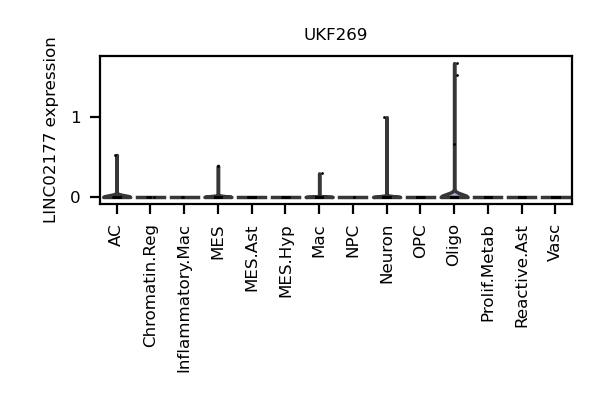 UKF269
LINC02177 expression
1
0
AC
Chromatin.Reg
Inflammatory.Mac
MES
MES.Ast
MES.Hyp
Mac
NPC
Neuron
OPC
Oligo
Prolif.Metab
Reactive.Ast
Vasc